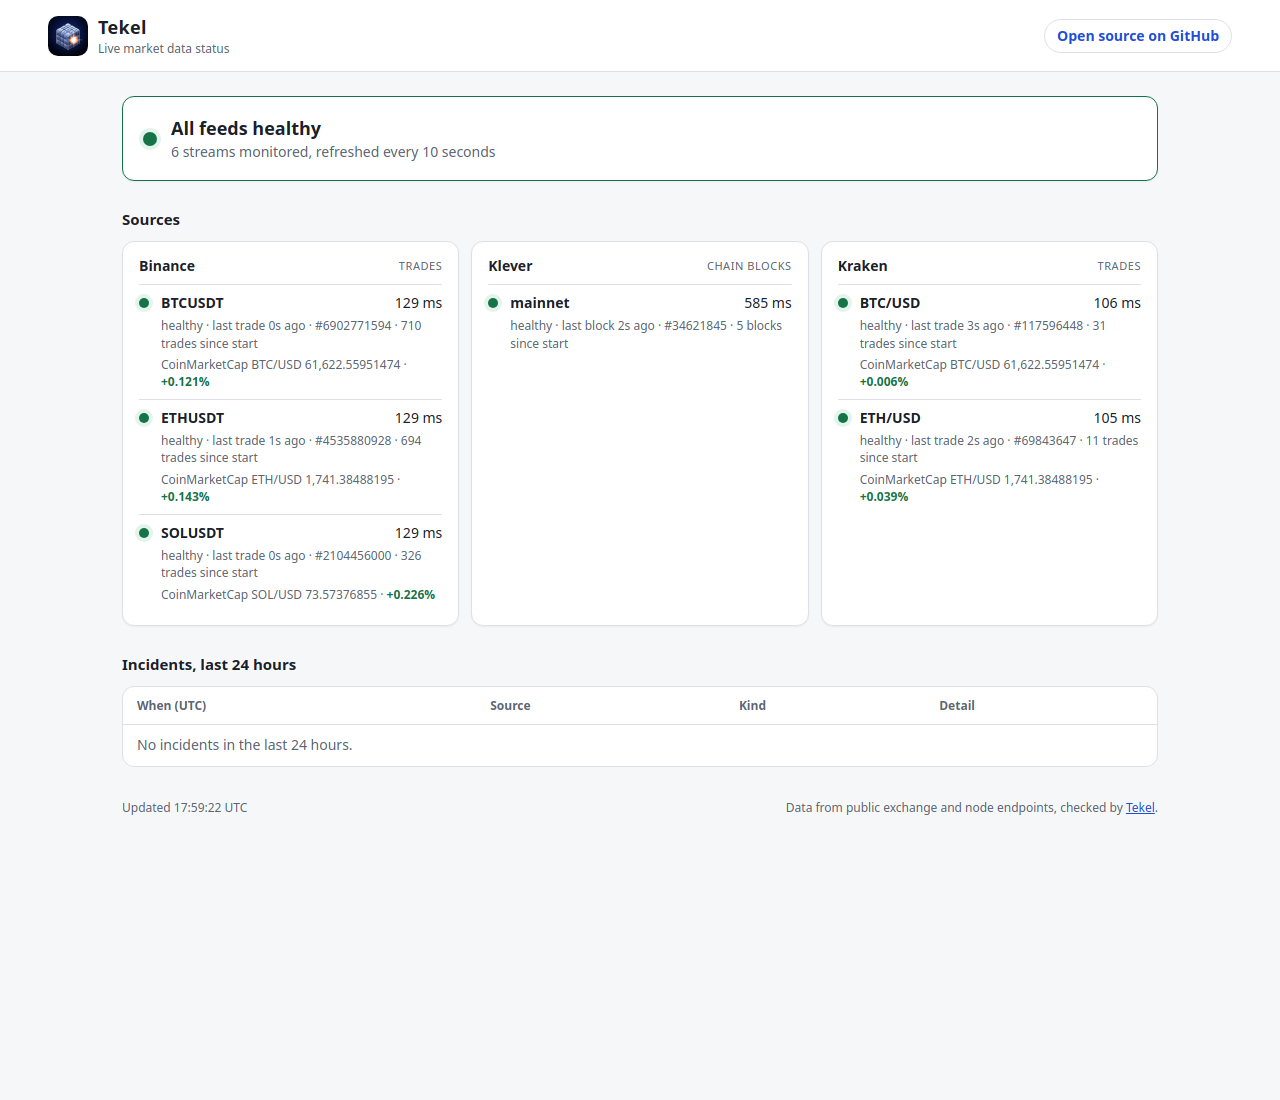 Tekel
Live market data status
Open source on GitHub
All feeds healthy
6 streams monitored, refreshed every 10 seconds
Sources
Binance
TRADES
BTCUSDT
129 ms
healthy · last trade 0s ago · #6902771594 · 710
trades since start
CoinMarketCap BTC/USD 61,622.55951474 ·
+0.121%
ETHUSDT
129 ms
healthy · last trade 1s ago · #4535880928 · 694
trades since start
CoinMarketCap ETH/USD 1,741.38488195 ·
+0.143%
SOLUSDT
129 ms
healthy · last trade 0s ago · #2104456000 · 326
trades since start
CoinMarketCap SOL/USD 73.57376855 · +0.226%
Klever
CHAIN BLOCKS
mainnet
585 ms
healthy · last block 2s ago · #34621845 · 5 blocks
since start
Kraken
TRADES
BTC/USD
106 ms
healthy · last trade 3s ago · #117596448 · 31
trades since start
CoinMarketCap BTC/USD 61,622.55951474 ·
+0.006%
ETH/USD
105 ms
healthy · last trade 2s ago · #69843647 · 11 trades
since start
CoinMarketCap ETH/USD 1,741.38488195 ·
+0.039%
Incidents, last 24 hours
When (UTC) Source Kind Detail
No incidents in the last 24 hours.
Updated 17:59:22 UTC
Data from public exchange and node endpoints, checked by Tekel.